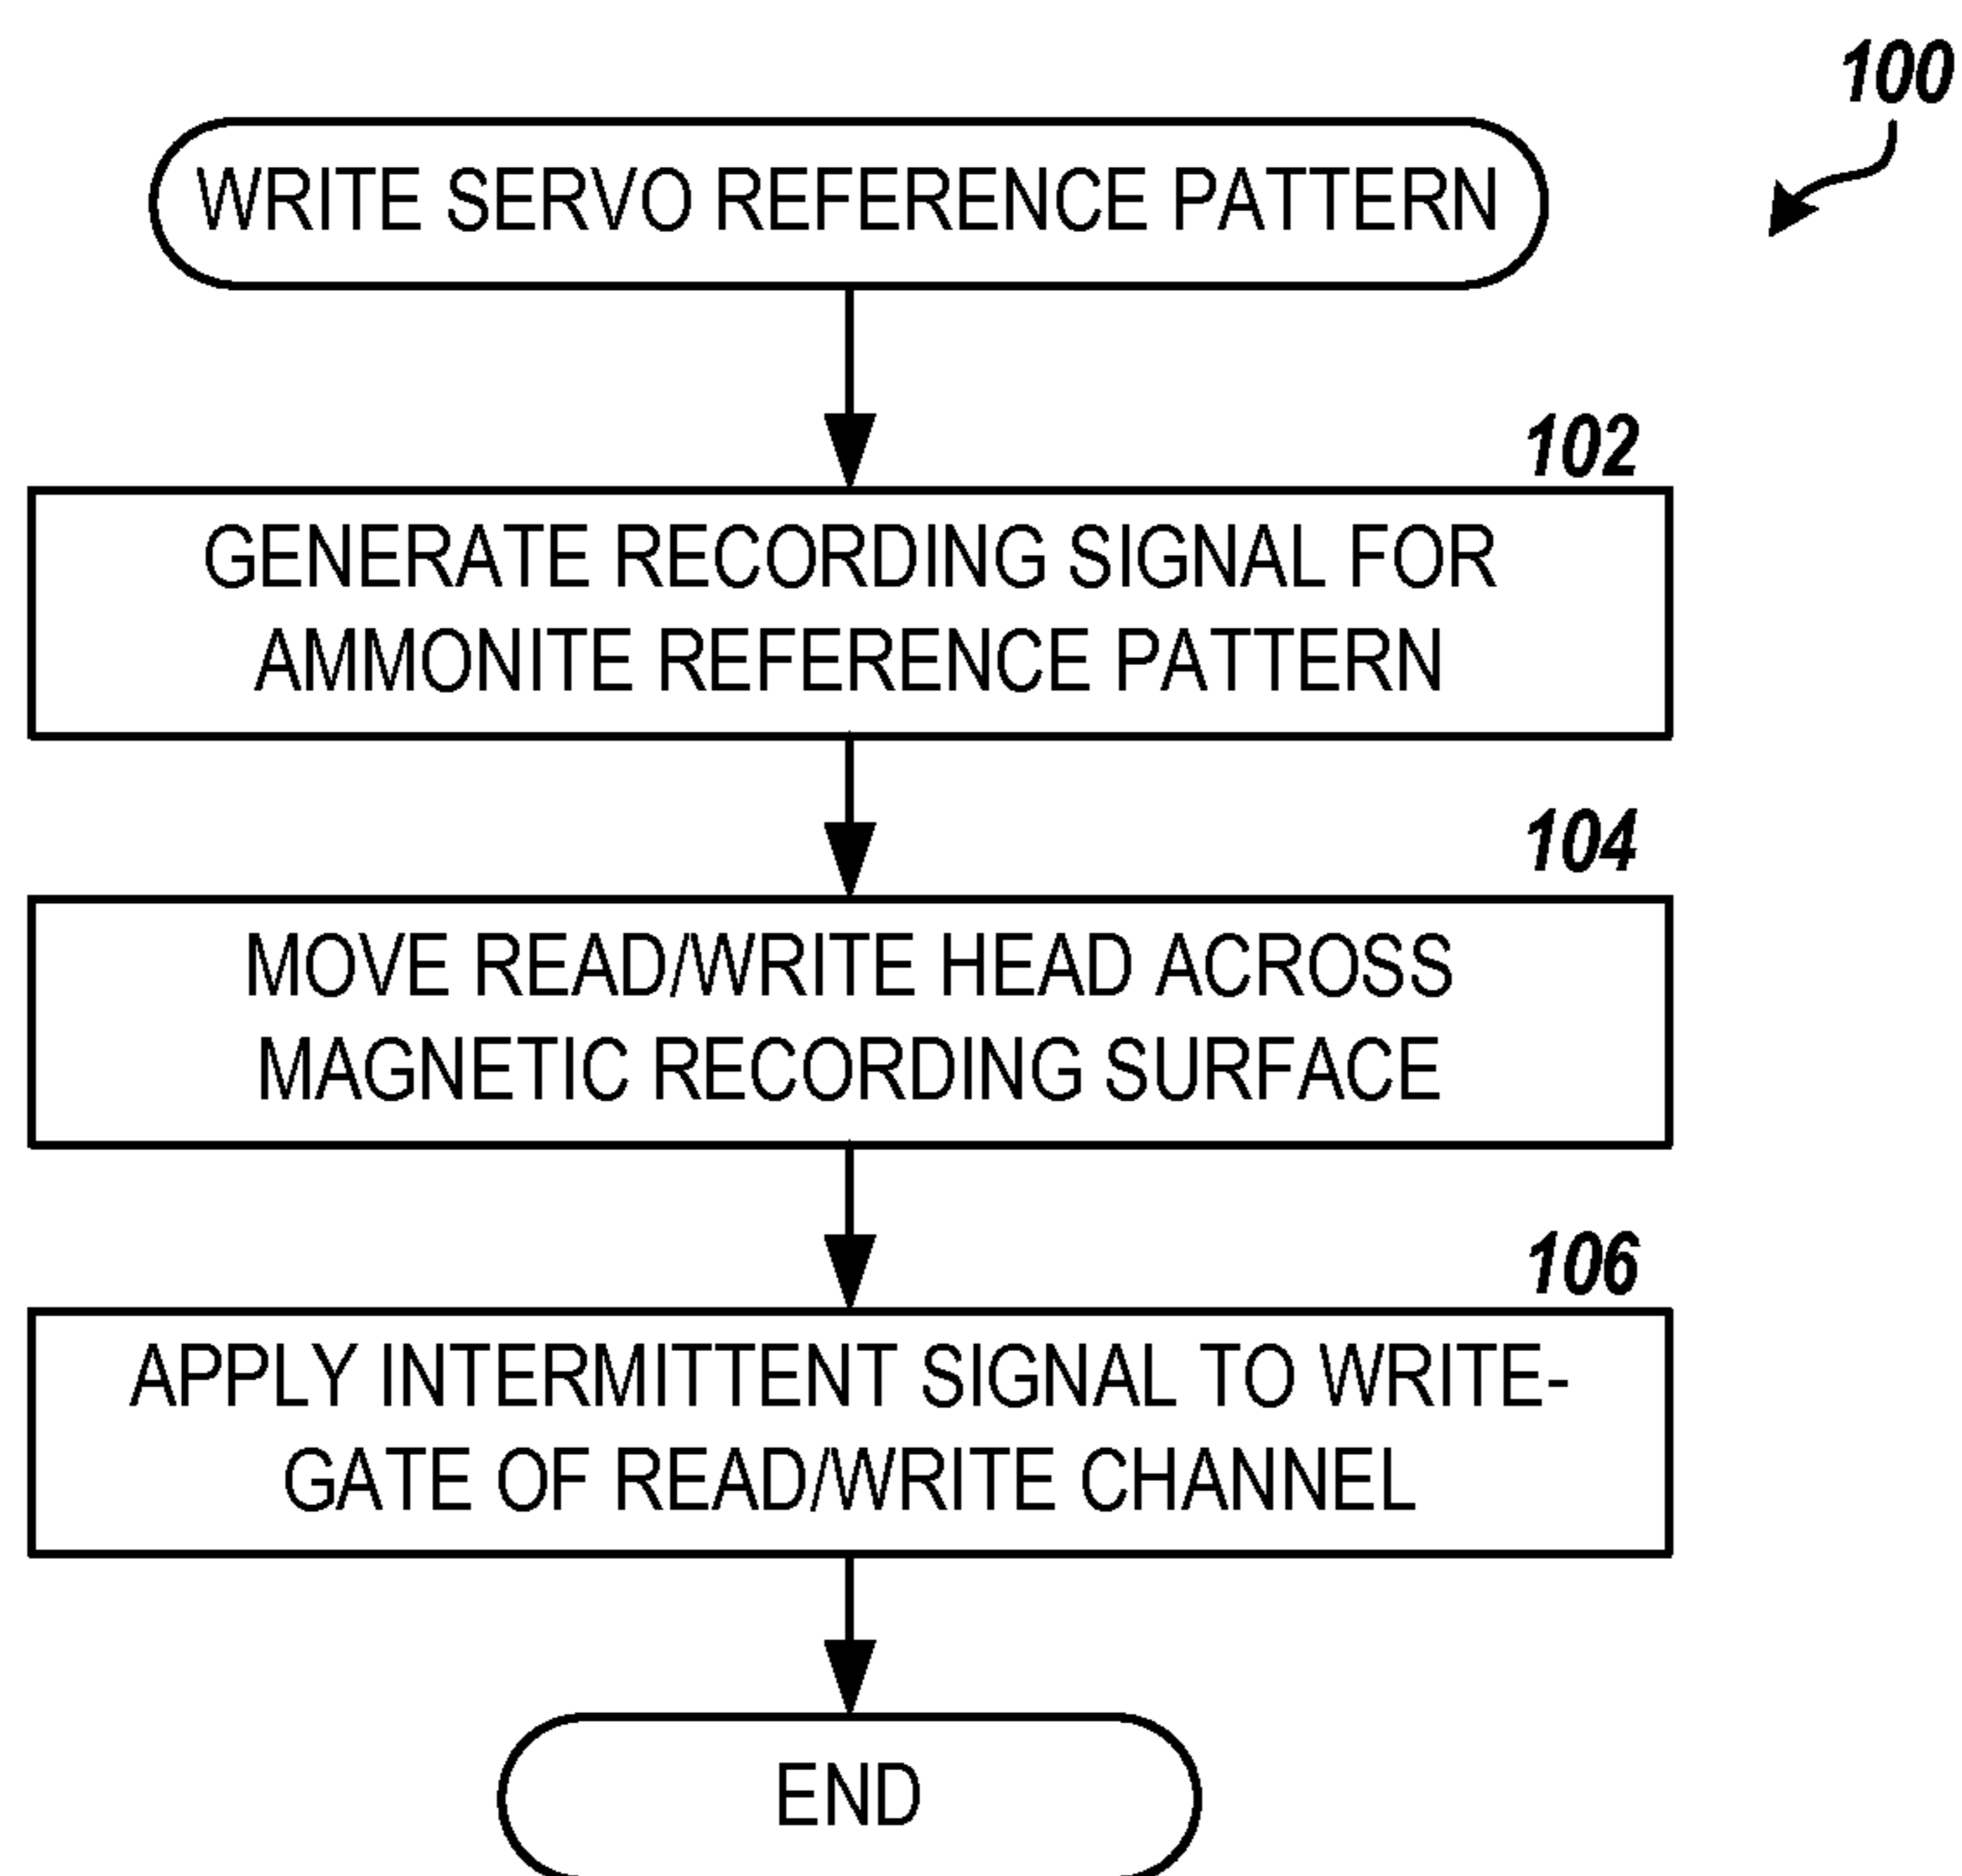 100
WRITE SERVO REFERENCE PATTERN
102
GENERATE RECORDING SIGNAL FOR
AMMONITE REFERENCE PATTERN
104
MOVE READ/WRITE HEAD ACROSS
MAGNETIC RECORDING SURFACE
106
APPLY INTERMITTENT SIGNAL TO WRITE-
GATE OF READ/WRITE CHANNEL
END